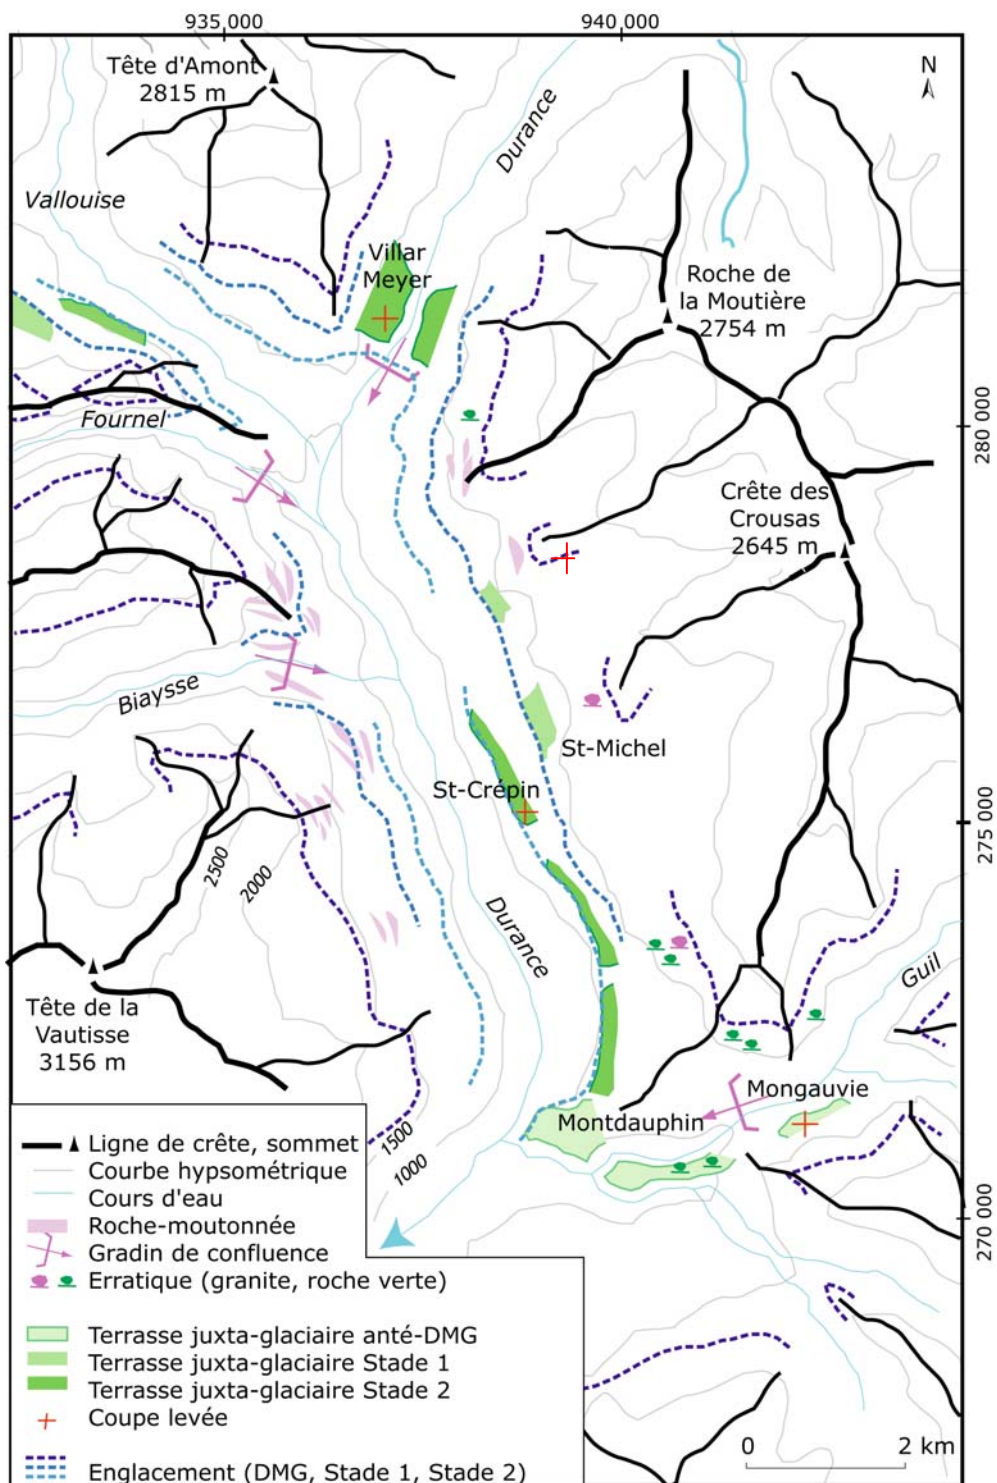 935 000
940 000
Tête d'Amont
2815 m
N
Durance
Vallouise
Villar
Meyer
Roche de
la Moutière
2754 m
280 000
Fournel
Crête des
Crousas
2645 m
Biaysse
St-Michel
St-Crépin
275 000
2500
2000
Durance
Guil
Tête de la
Vautisse
3156 m
Mongauvie
Montdauphin
1500
1000
270 000
Ligne de crête, sommet
Courbe hypsométrique
Cours d'eau
Roche-moutonnée
Gradin de confluence
Erratique (granite, roche verte)
Terrasse juxta-glaciaire anté-DMG
Terrasse juxta-glaciaire Stade 1
Terrasse juxta-glaciaire Stade 2
Coupe levée
Englacement (DMG, Stade 1, Stade 2)
0 2 km